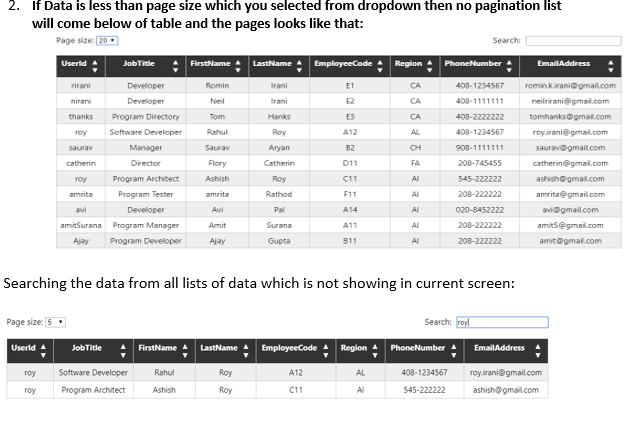 2. If Data is less than page size which you selected from dropdown then no pagination list
will come below of table and the pages looks like that:
Page size: 20 Search:
UserId JobTitle FirstName LastName EmployeeCode Region PhoneNumber EmailAddress
rirani Developer Romin Irani E1 CA 408-1234567 romin.k.irani@gmail.com
nirani Developer Neil Irani E2 CA 408-1111111 neilrirani@gmail.com
thanks Program Directory Tom Hanks E3 CA 408-2222222 tomhanks@gmail.com
roy Software Developer Rahul Roy A12 AL 408-1234567 roy.irani@gmail.com
saurav Manager Saurav Aryan B2 CH 908-1111111 saurav@gmail.com
catherin Director Flory Catherin D11 FA 208-745455 catherin@gmail.com
roy Program Architect Ashish Roy C11 AI 545-222222 ashish@gmail.com
amrita Program Tester amrita Rathod F11 AI 208-222222 amrita@gmail.com
avi Developer Avi Pal A14 AI 020-8452222 avi@gmail.com
amitSurana Program Manager Amit Surana A11 AI 208-222222 amitS@gmail.com
Ajay Program Developer Ajay Gupta B11 AI 208-222222 amit@gmail.com
Searching the data from all lists of data which is not showing in current screen:
Page size: 5 Search: roy
UserId JobTitle FirstName LastName EmployeeCode Region PhoneNumber EmailAddress
roy Software Developer Rahul Roy A12 AL 408-1234567 roy.irani@gmail.com
roy Program Architect Ashish Roy C11 AI 545-222222 ashish@gmail.com